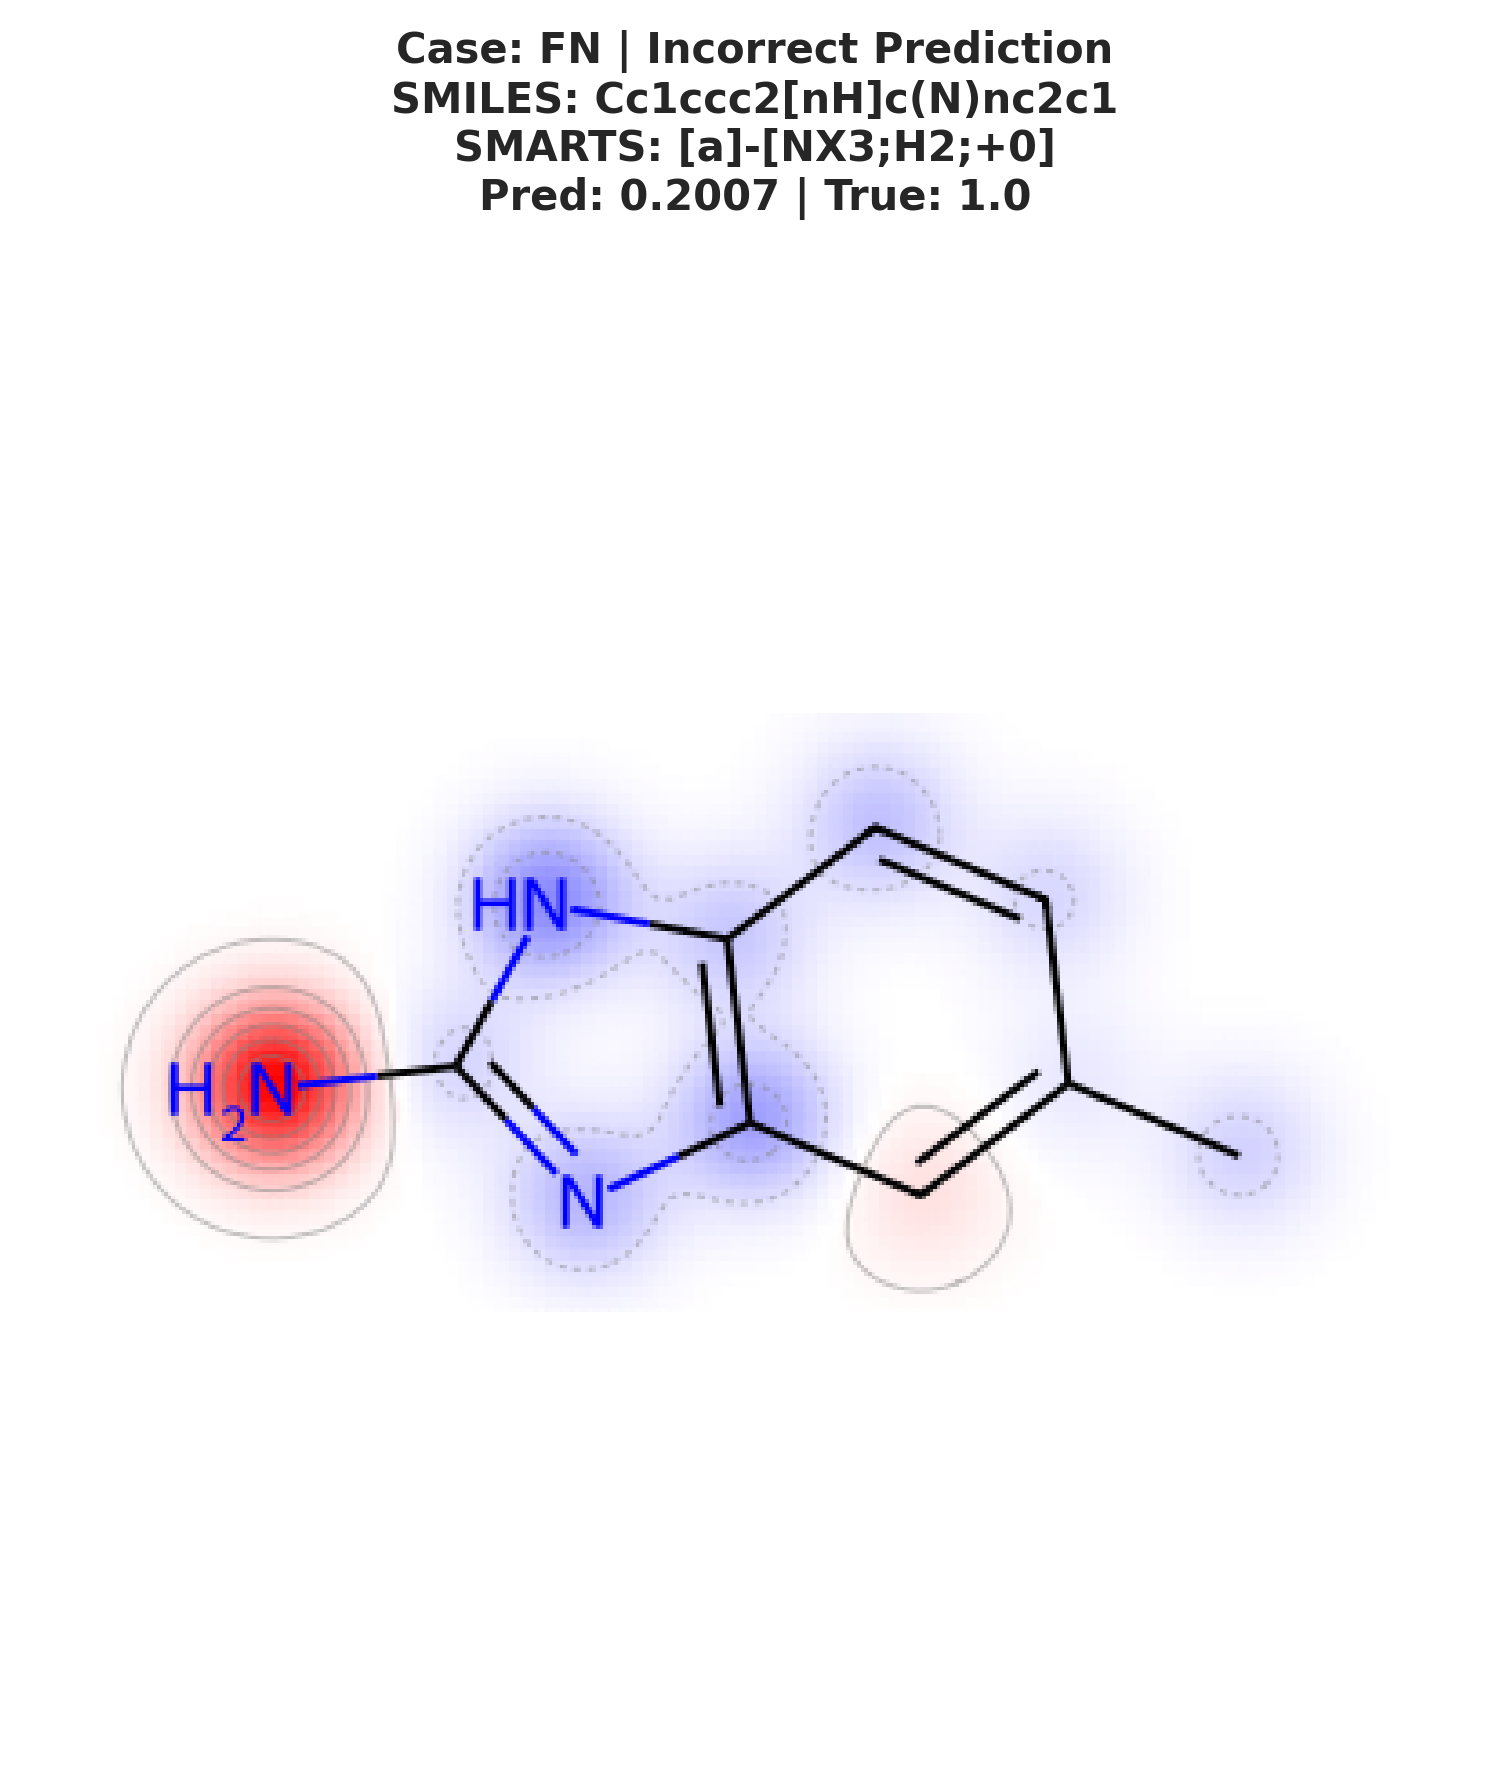 Case: FN | Incorrect Prediction
SMILES: Cc1ccc2[nH]c(N)nc2c1
SMARTS: [a]-[NX3;H2;+0]
Pred: 0.2007 | True: 1.0
HN
H2N
N